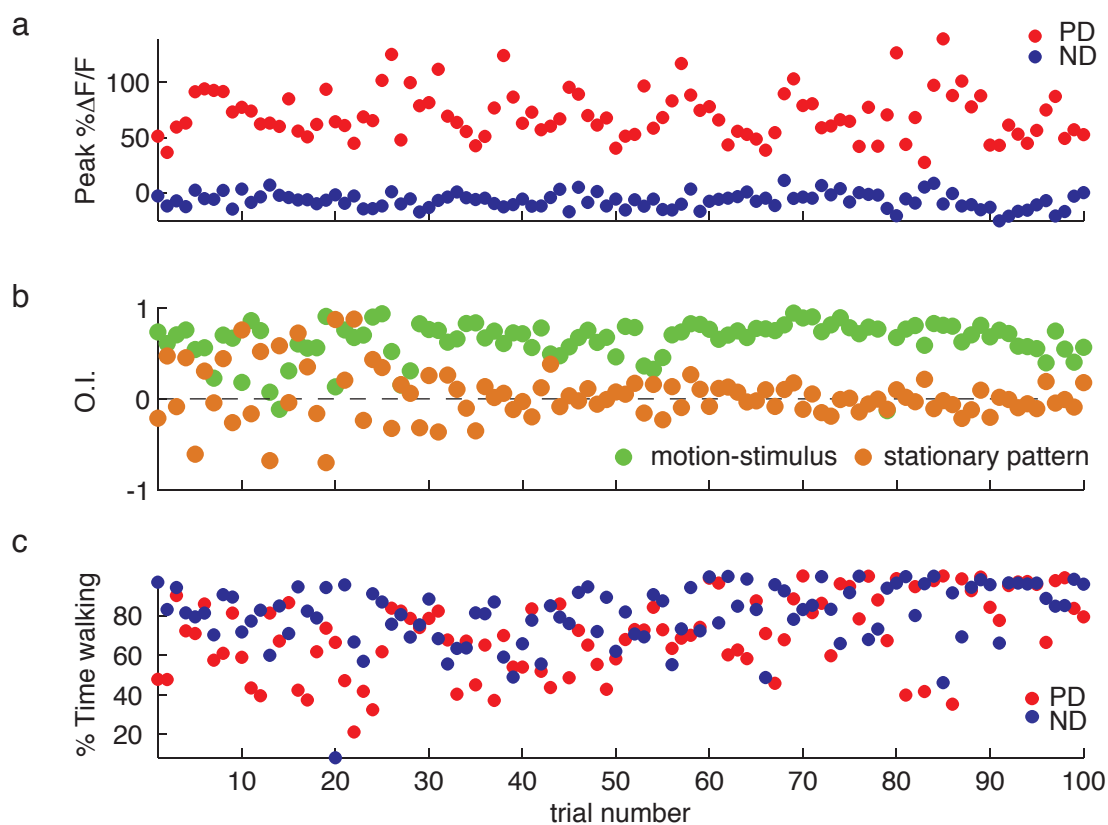 a
PD
ND
100
50
0
Peak %ΔF/F
b
1
0
-1
O.I.
motion-stimulus
stationary pattern
c
80
60
40
20
% Time walking
PD
ND
10 20 30 40 50 60 70 80 90 100
trial number